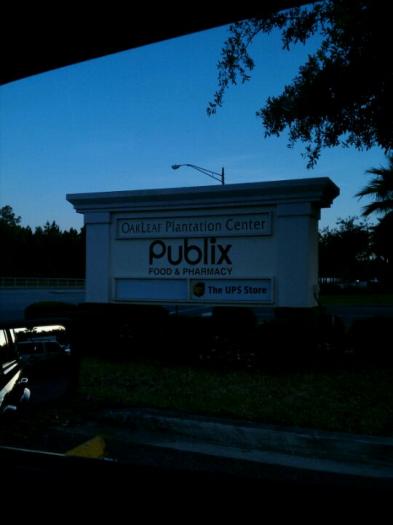 OakLeaf Plantation Center
Publix
FOOD & PHARMACY
The UPS Store